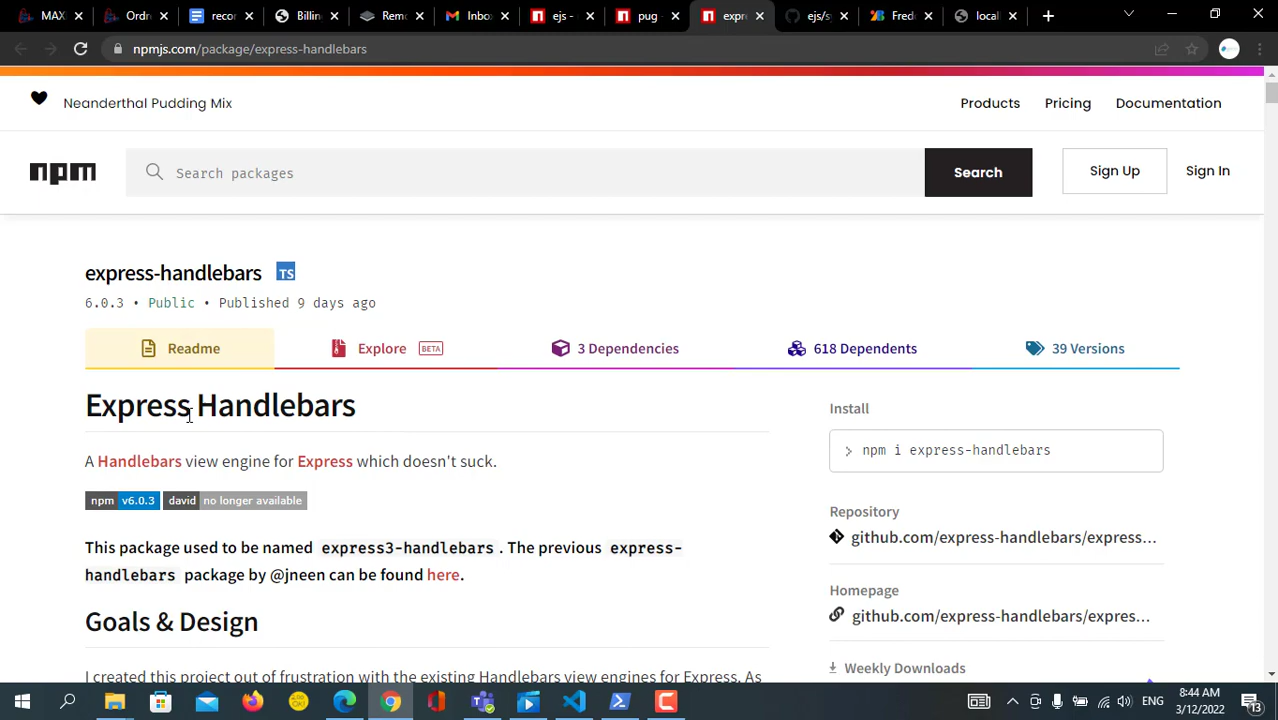 MAX
Ordr
recor
Billin
Remo
Inbo
ejs -
pug -
expre
ejs/s
Fred
local
npmjs.com/package/express-handlebars
Neanderthal Pudding Mix
Products Pricing Documentation
npm
Search packages
Search
Sign Up
Sign In
express-handlebars TS
6.0.3 • Public • Published 9 days ago
Readme
Explore BETA
3 Dependencies
618 Dependents
39 Versions
Express Handlebars
A Handlebars view engine for Express which doesn't suck.
npm v6.0.3 david no longer available
This package used to be named express3-handlebars . The previous express-
handlebars package by @jneen can be found here.
Goals & Design
I created this project out of frustration with the existing Handlebars view engines for Express. As
Install
> npm i express-handlebars
Repository
github.com/express-handlebars/express...
Homepage
github.com/express-handlebars/expres...
Weekly Downloads
ENG
8:44 AM
3/12/2022
13